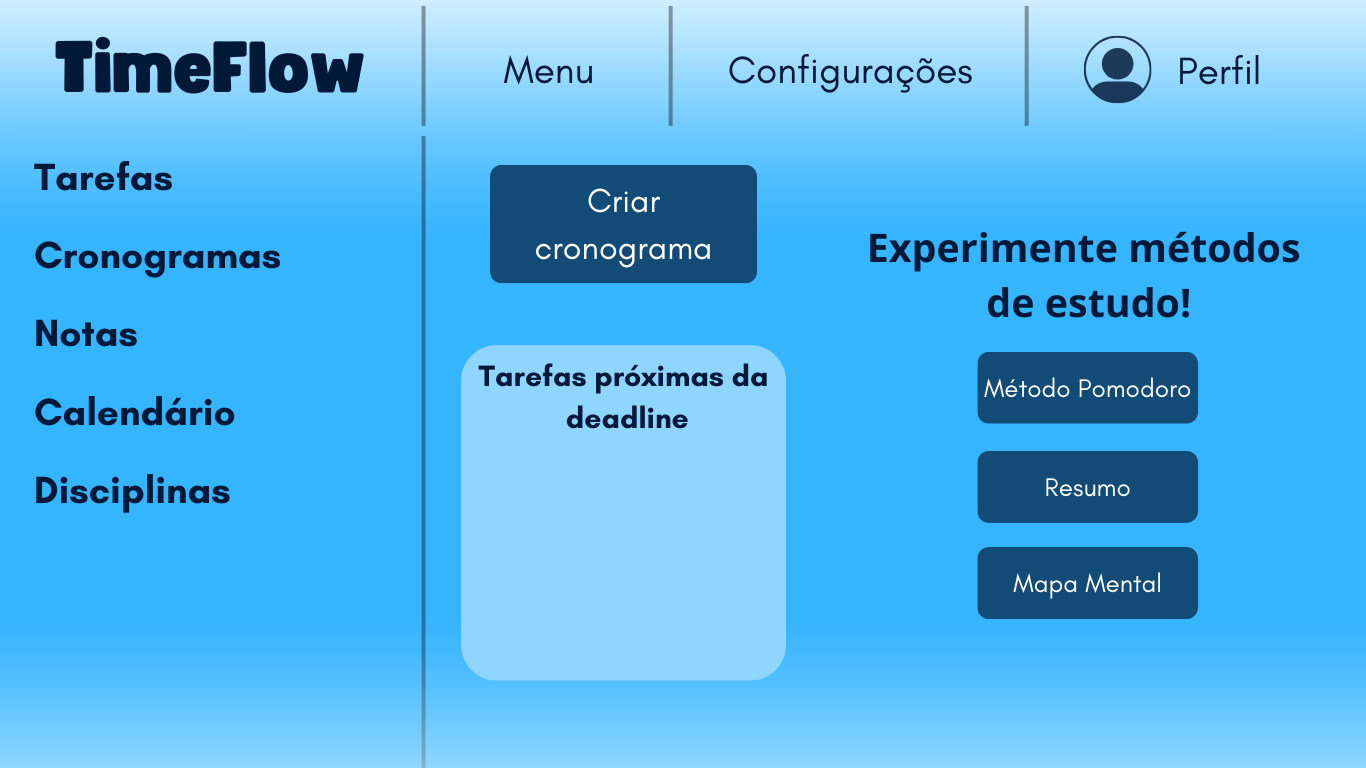 TimeFlow
Menu
Configurações
Perfil
Tarefas
Cronogramas
Notas
Calendário
Disciplinas
Criar
cronograma
Tarefas próximas da
deadline
Experimente métodos
de estudo!
Método Pomodoro
Resumo
Mapa Mental